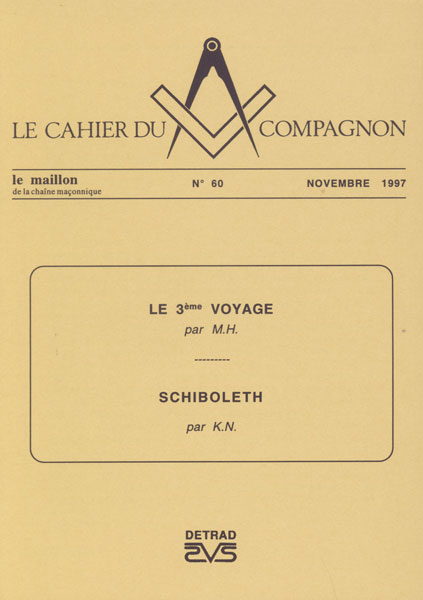 LE CAHIER DU COMPAGNON
le maillon N° 60 NOVEMBRE 1997
de la chaîne maçonnique
LE 3ème VOYAGE
par M.H.
SCHIBOLETH
par K.N.
DETRAD